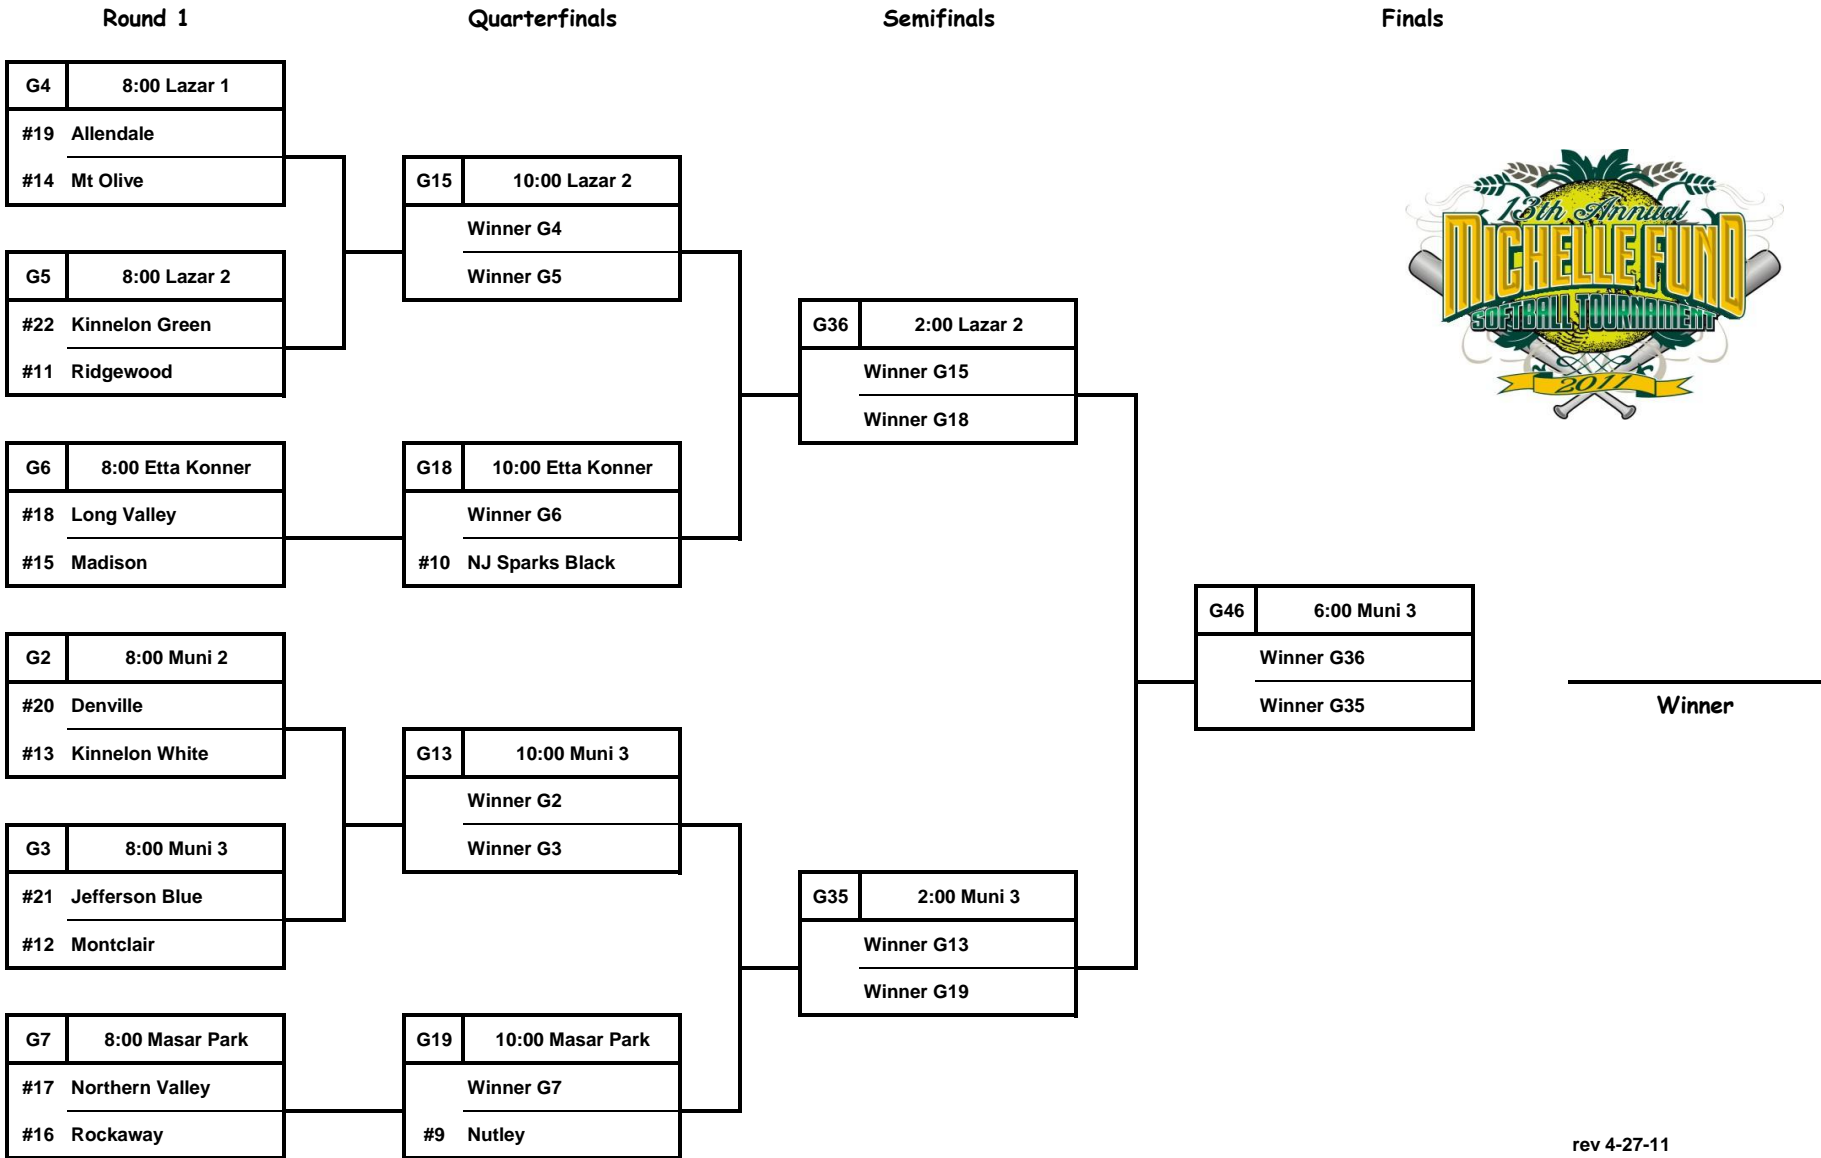 Round 1 Quarterfinals Semifinals Finals
G4 8:00 Lazar 1
#19 Allendale
#14 Mt Olive
G5 8:00 Lazar 2
#22 Kinnelon Green
#11 Ridgewood
G6 8:00 Etta Konner
#18 Long Valley
#15 Madison
G2 8:00 Muni 2
#20 Denville
#13 Kinnelon White
G3 8:00 Muni 3
#21 Jefferson Blue
#12 Montclair
G7 8:00 Masar Park
#17 Northern Valley
#16 Rockaway
G15 10:00 Lazar 2
Winner G4
Winner G5
G18 10:00 Etta Konner
Winner G6
#10 NJ Sparks Black
G13 10:00 Muni 3
Winner G2
Winner G3
G19 10:00 Masar Park
Winner G7
#9 Nutley
G36 2:00 Lazar 2
Winner G15
Winner G18
G35 2:00 Muni 3
Winner G13
Winner G19
13th Annual
MICHELLE FUND
SOFTBALL TOURNAMENT
2011
G46 6:00 Muni 3
Winner G36
Winner G35
Winner
rev 4-27-11